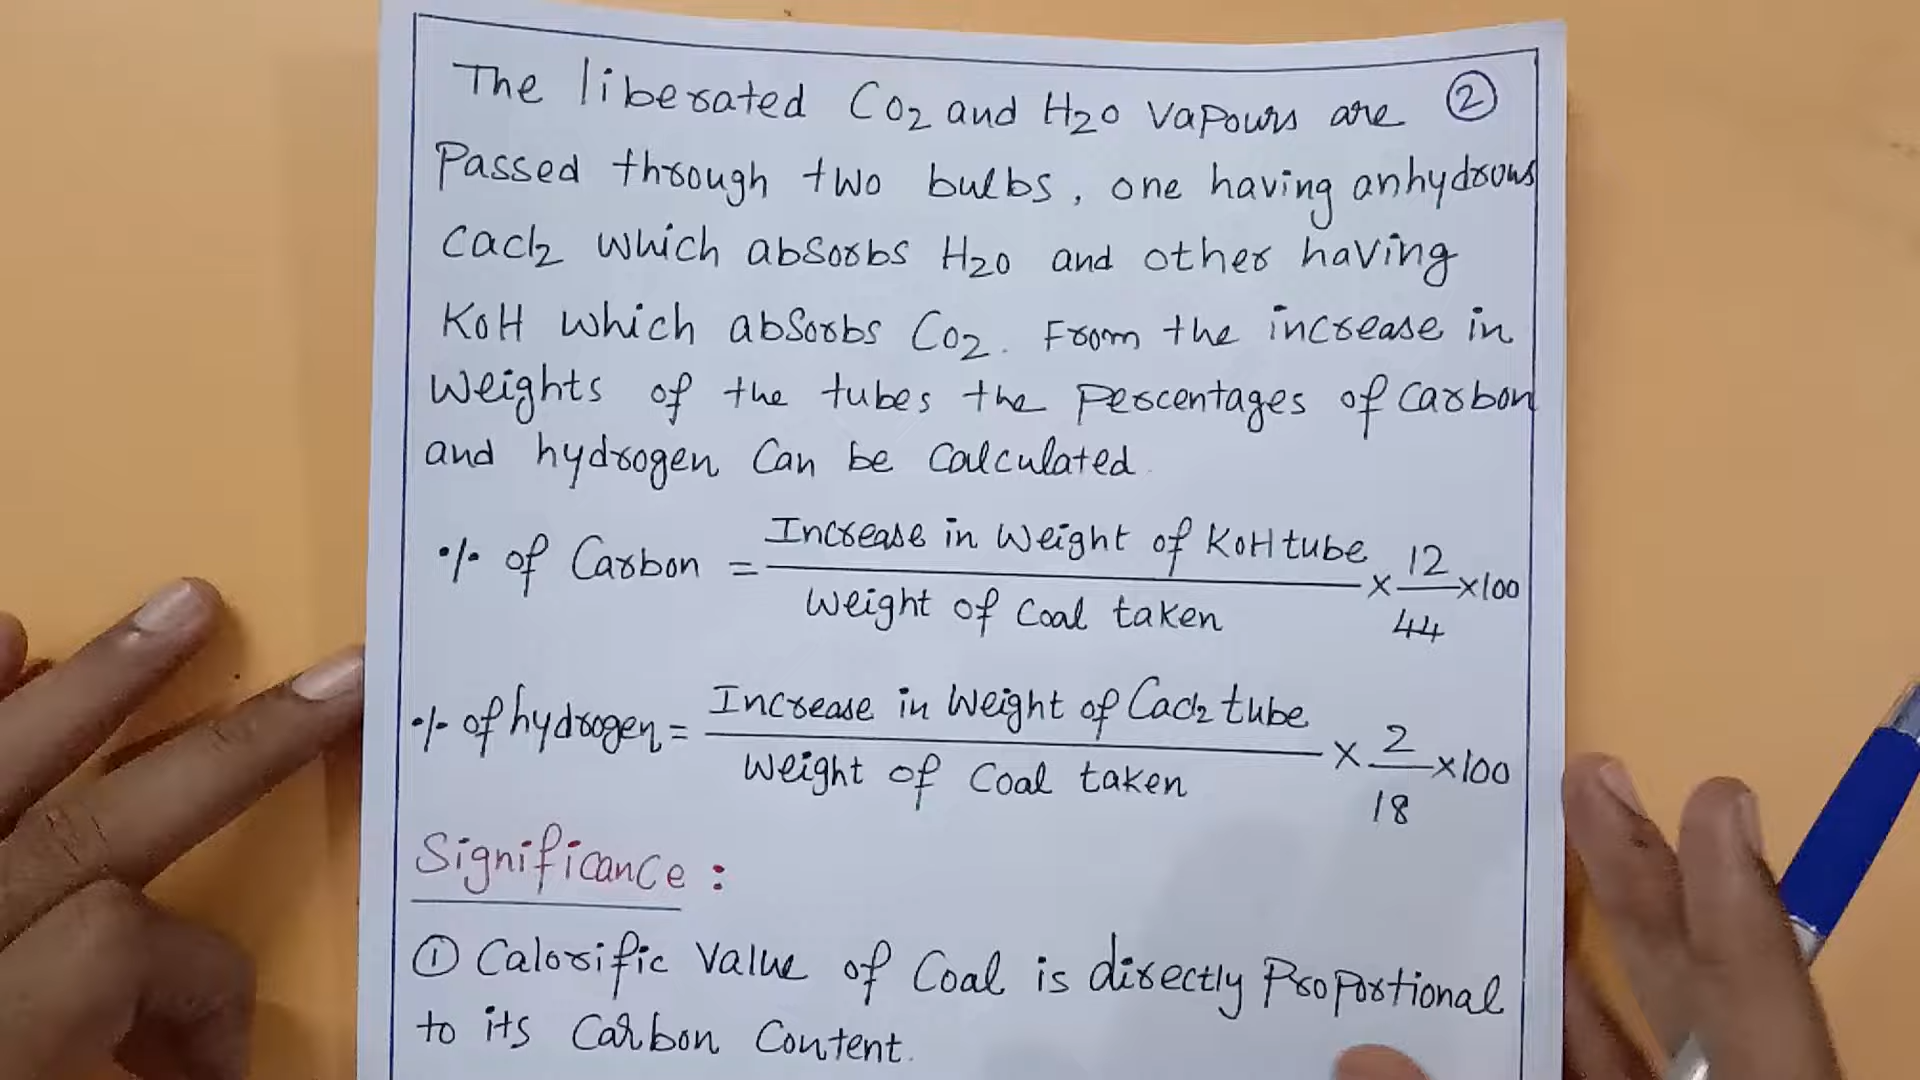 The liberated CO2 and H2O vapours are ②
Passed through two bulbs, one having anhydrous
CaCl2 which absorbs H2O and other having
KOH which absorbs CO2. From the increase in
Weights of the tubes the percentages of carbon
and hydrogen Can be Calculated.
% of Carbon = Increase in Weight of KOH tube / Weight of Coal taken × 12/44 × 100
% of hydrogen = Increase in Weight of CaCl2 tube / Weight of Coal taken × 2/18 × 100
Significance :
① Calorific Value of Coal is directly Proportional
to its Carbon Content.